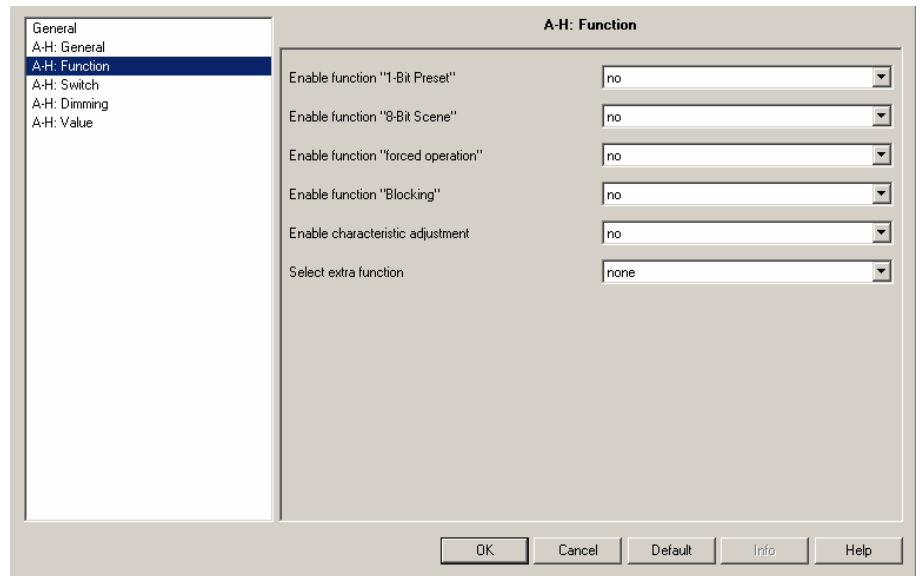 General
A-H: General
A-H: Function
A-H: Switch
A-H: Dimming
A-H: Value
A-H: Function
Enable function "1-Bit Preset" no
Enable function "8-Bit Scene" no
Enable function "forced operation" no
Enable function "Blocking" no
Enable characteristic adjustment no
Select extra function none
OK Cancel Default Info Help